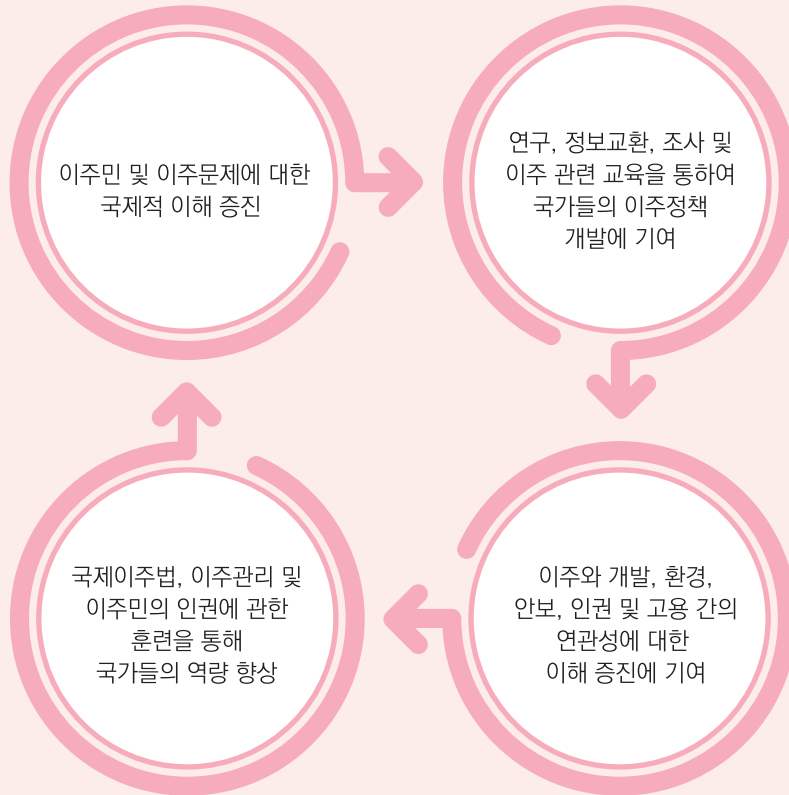 이주민 및 이주문제에 대한
국제적 이해 증진
연구, 정보교환, 조사 및
이주 관련 교육을 통하여
국가들의 이주정책
개발에 기여
이주와 개발, 환경,
안보, 인권 및 고용 간의
연관성에 대한
이해 증진에 기여
국제이주법, 이주관리 및
이주민의 인권에 관한
훈련을 통해
국가들의 역량 향상